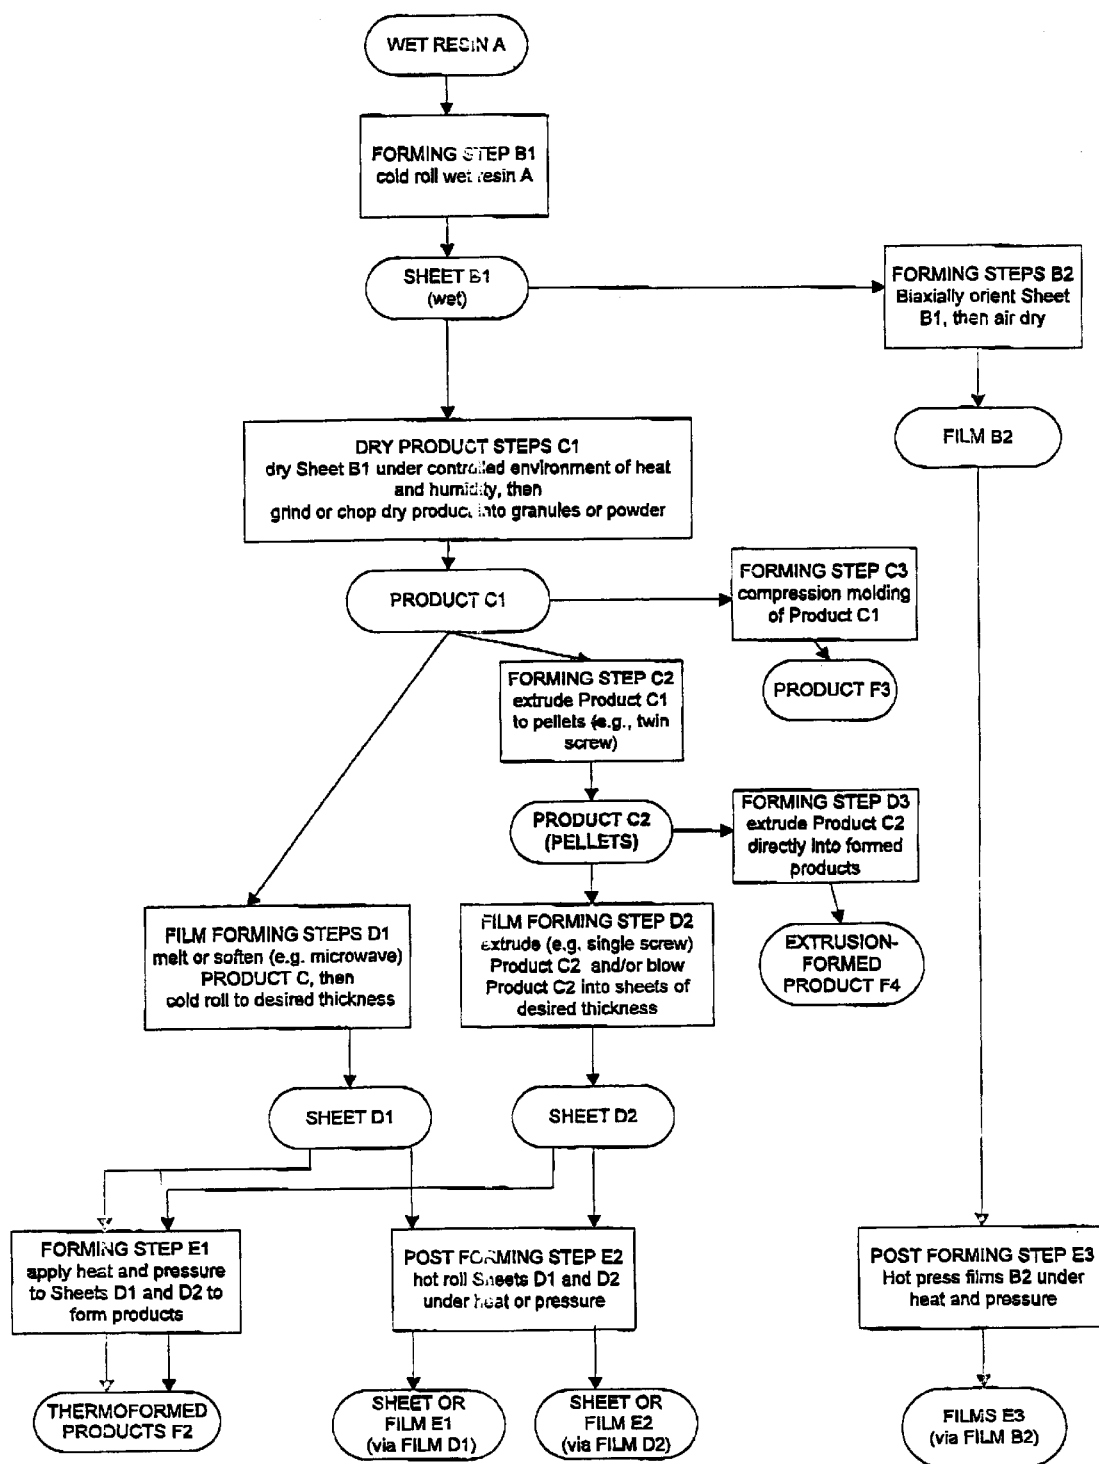 WET RESIN A
FORMING STEP B1
cold roll wet resin A
SHEET B1
(wet)
FORMING STEPS B2
Biaxially orient Sheet
B1, then air dry
FILM B2
DRY PRODUCT STEPS C1
dry Sheet B1 under controlled environment of heat
and humidity, then
grind or chop dry product into granules or powder
PRODUCT C1
FORMING STEP C3
compression molding
of Product C1
PRODUCT F3
FORMING STEP C2
extrude Product C1
to pellets (e.g., twin
screw)
PRODUCT C2
(PELLETS)
FORMING STEP D3
extrude Product C2
directly into formed
products
EXTRUSION-
FORMED
PRODUCT F4
FILM FORMING STEPS D1
melt or soften (e.g. microwave)
PRODUCT C, then
cold roll to desired thickness
FILM FORMING STEP D2
extrude (e.g. single screw)
Product C2 and/or blow
Product C2 into sheets of
desired thickness
SHEET D1
SHEET D2
FORMING STEP E1
apply heat and pressure
to Sheets D1 and D2 to
form products
POST FORMING STEP E2
hot roll Sheets D1 and D2
under heat or pressure
POST FORMING STEP E3
Hot press films B2 under
heat and pressure
THERMOFORMED
PRODUCTS F2
SHEET OR
FILM E1
(via FILM D1)
SHEET OR
FILM E2
(via FILM D2)
FILMS E3
(via FILM B2)